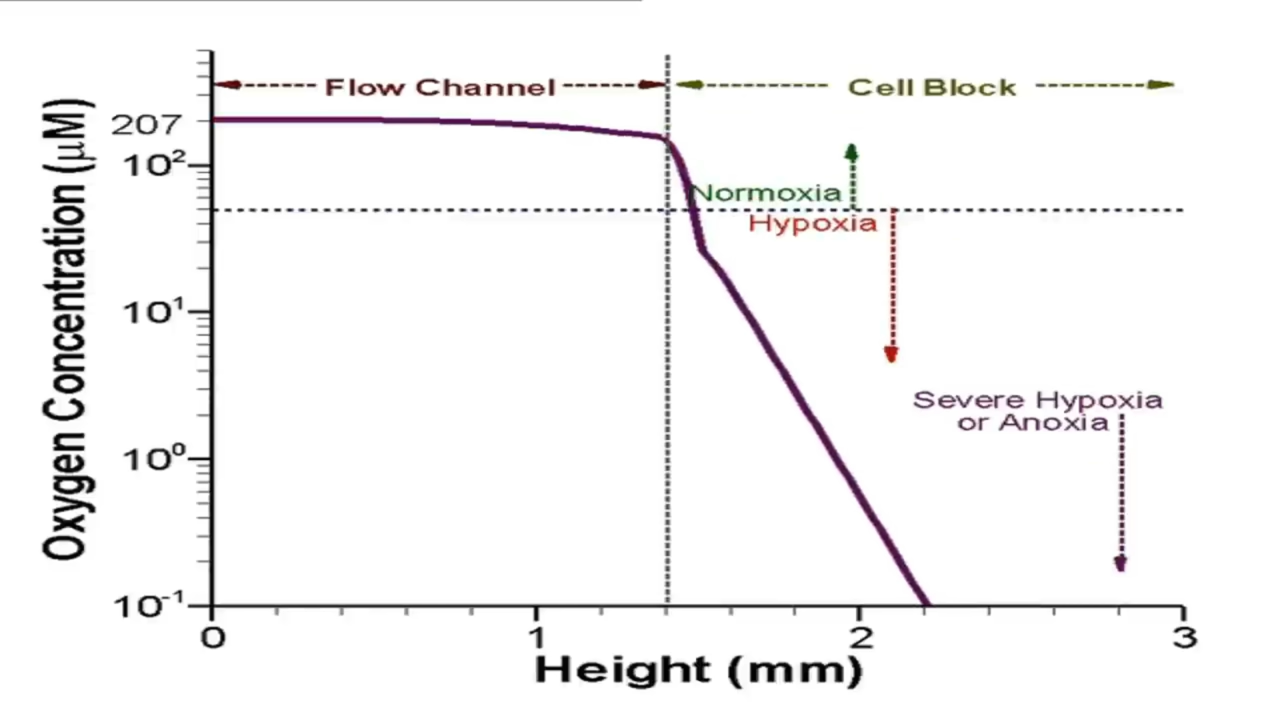 Flow Channel
Cell Block
Oxygen Concentration (μM)
207
10²
10¹
10⁰
10⁻¹
Normoxia
Hypoxia
Severe Hypoxia
or Anoxia
0
1
2
3
Height (mm)